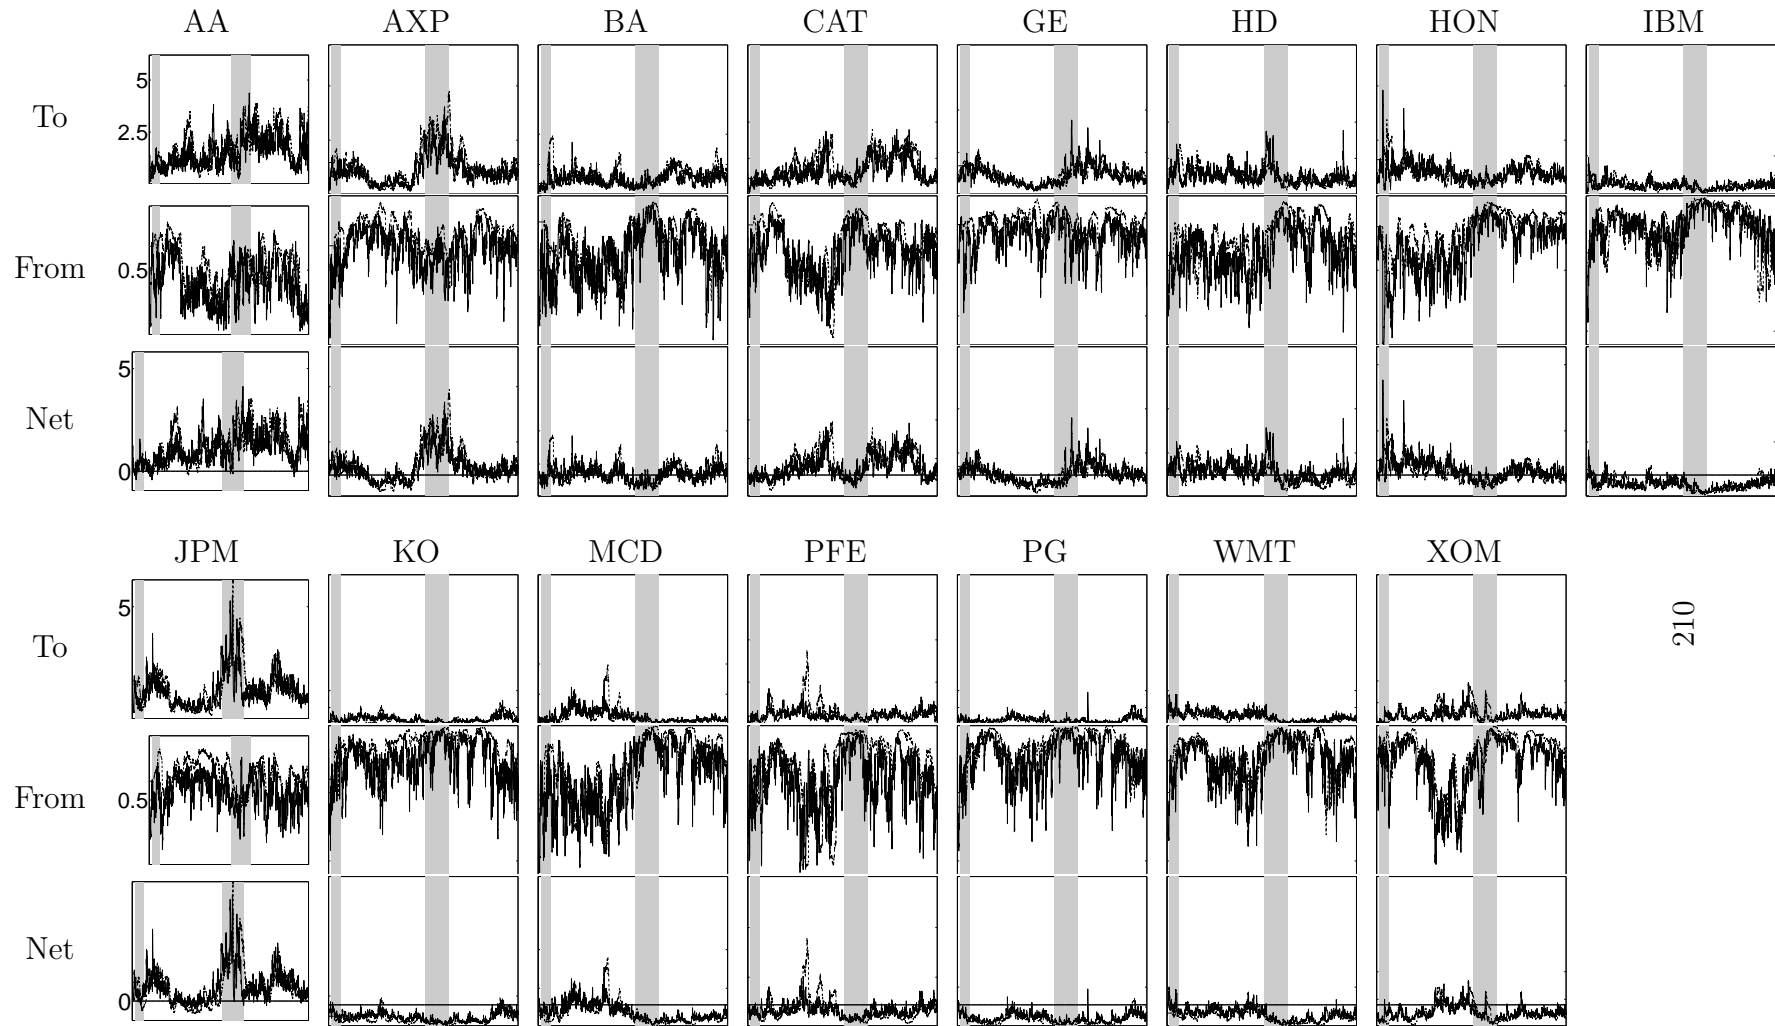 AA AXP BA CAT GE HD HON IBM
To
5
2.5
From
0.5
Net
5
0
JPM KO MCD PFE PG WMT XOM
To
5
210
From
0.5
Net
0